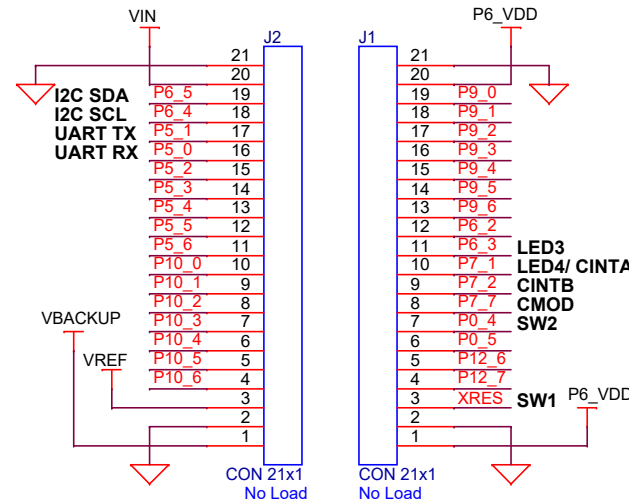 VIN
P6_VDD
J2
J1
21
21
20
20
I2C SDA P6_5 19
19 P9_0
I2C SCL P6_4 18
18 P9_1
UART TX P5_1 17
17 P9_2
UART RX P5_0 16
16 P9_3
P5_2 15
15 P9_4
P5_3 14
14 P9_5
P5_4 13
13 P9_6
P5_5 12
12 P6_2
P5_6 11
11 P6_3 LED3
P10_0 10
10 P7_1 LED4/ CINTA
P10_1 9
9 P7_2 CINTB
P10_2 8
8 P7_7 CMOD
VBACKUP
P10_3 7
7 P0_4 SW2
P10_4 6
6 P0_5
VREF
P10_5 5
5 P12_6
P10_6 4
4 P12_7
3
3 XRES SW1
P6_VDD
2
2
1
1
CON 21x1
CON 21x1
No Load
No Load